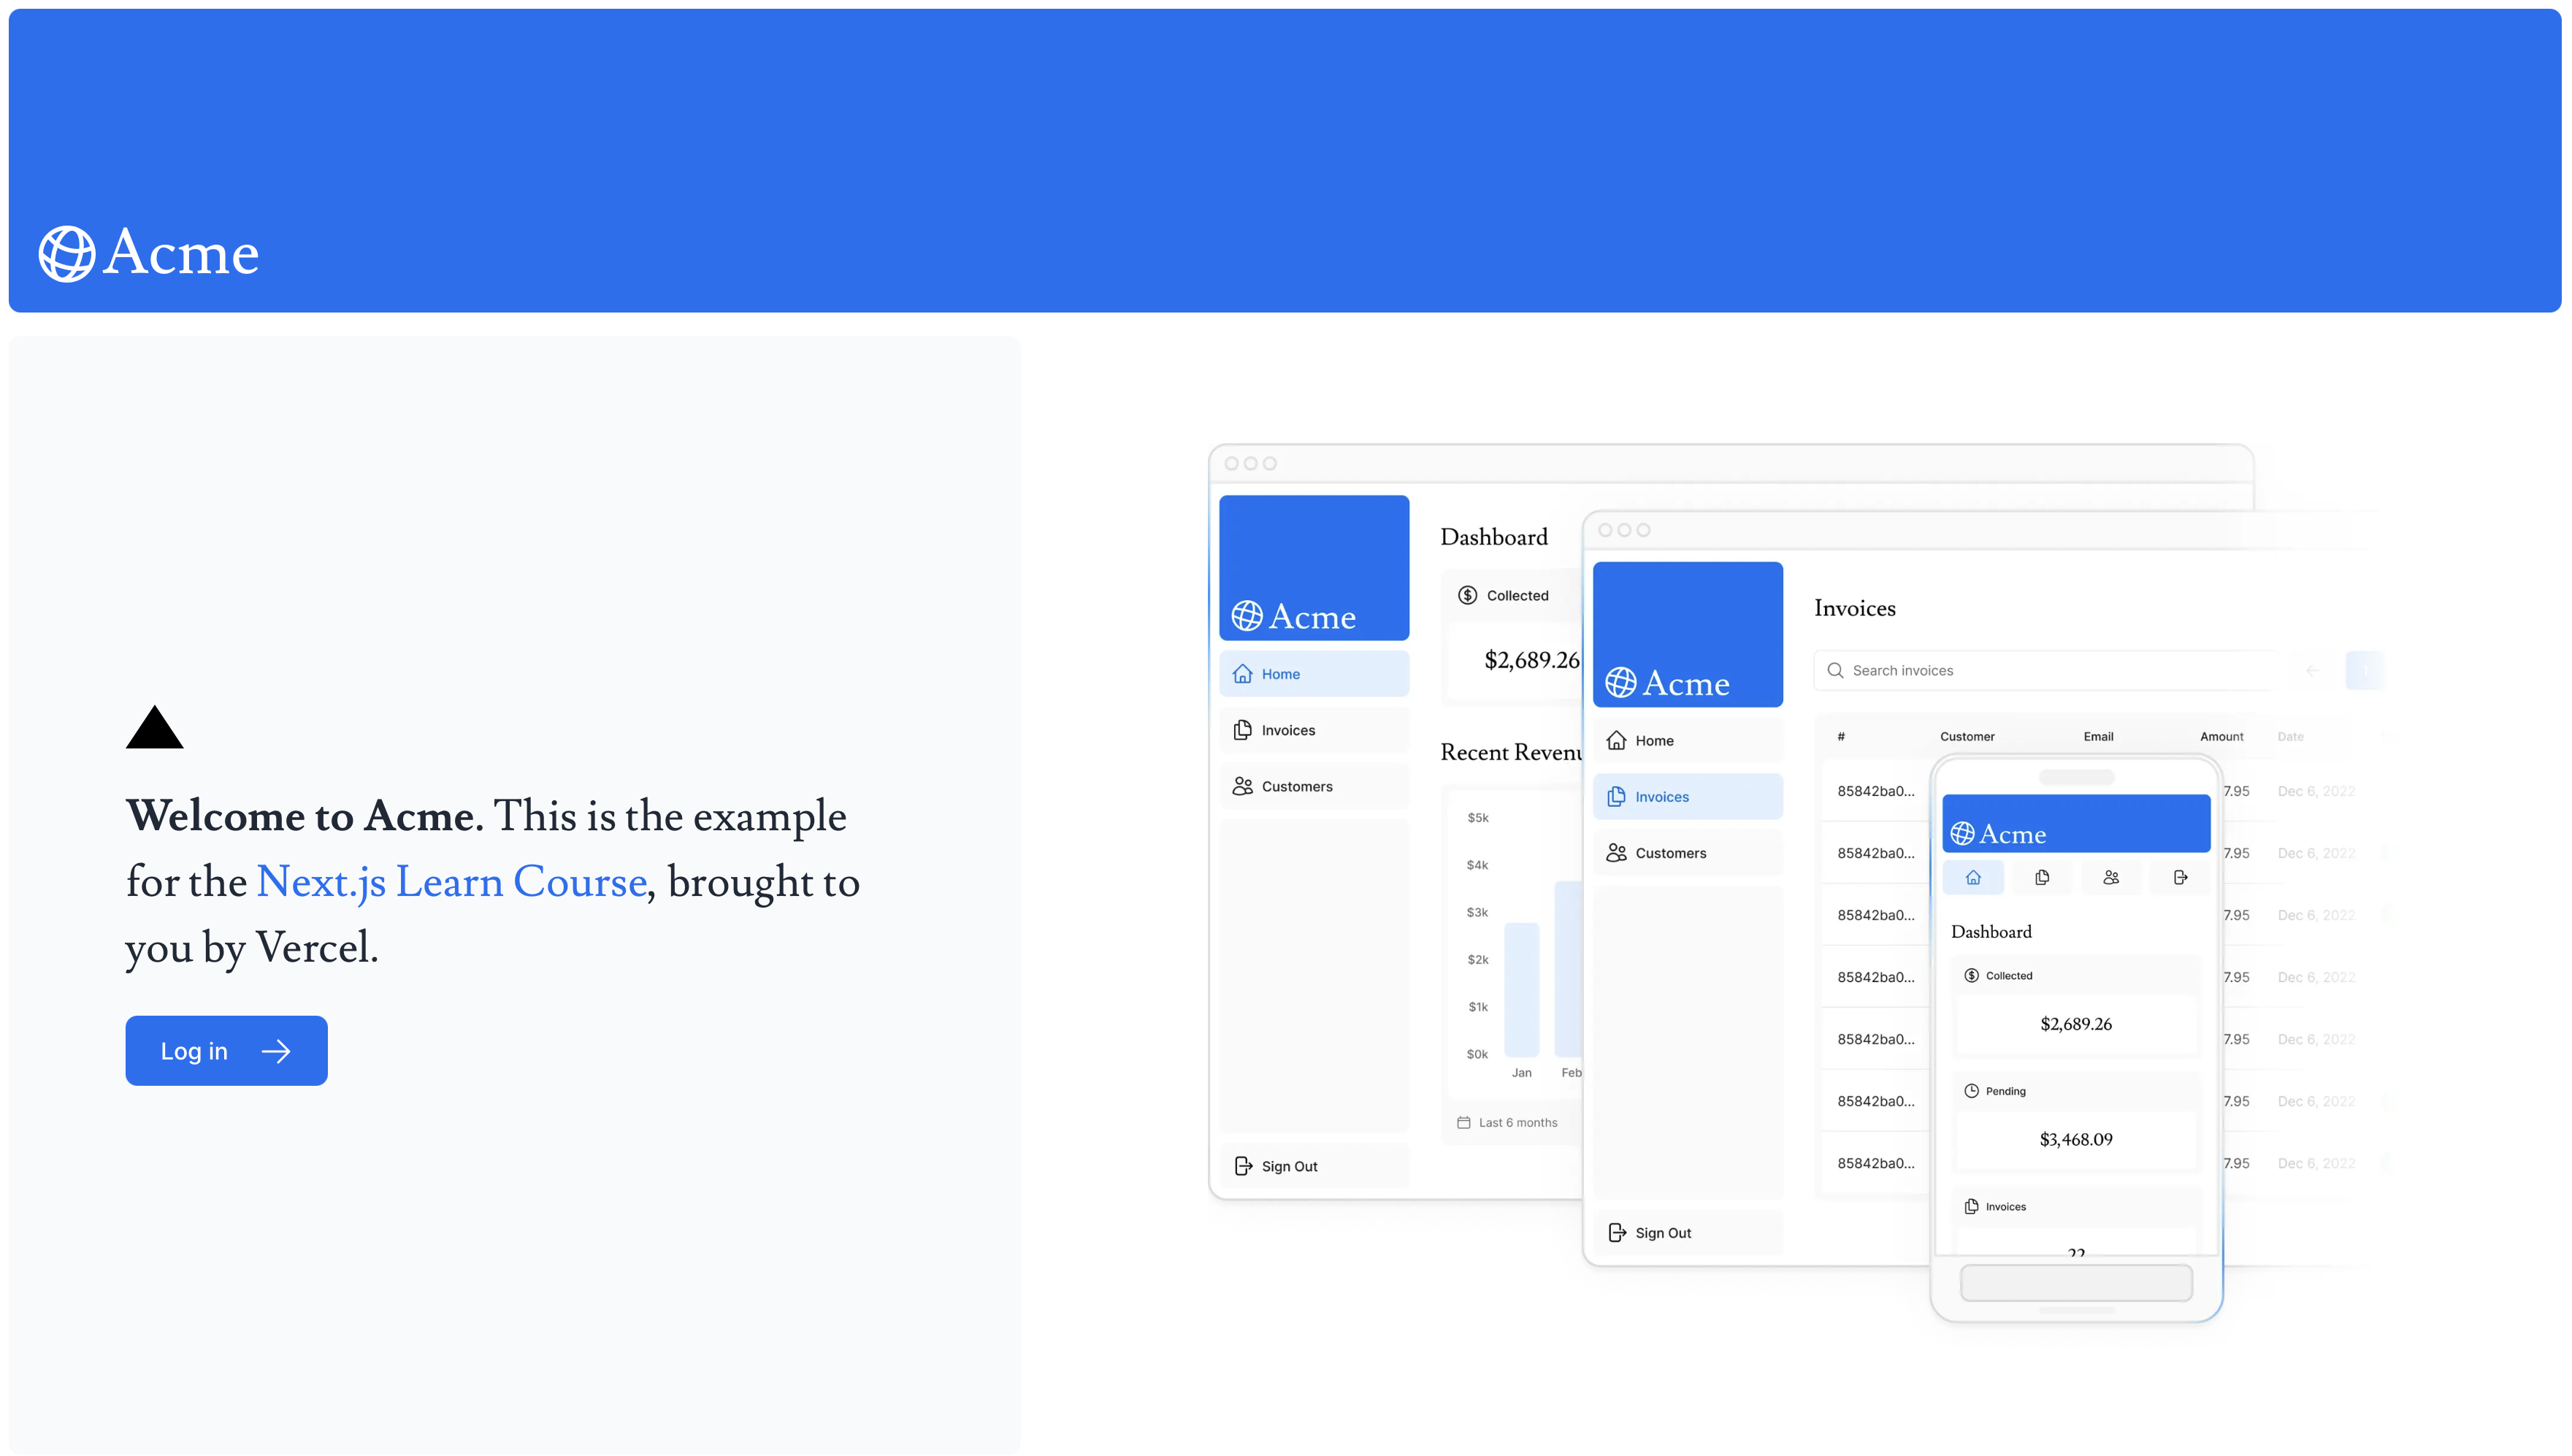 Acme
Welcome to Acme. This is the example
for the Next.js Learn Course, brought to
you by Vercel.
Log in
Acme
Home
Invoices
Customers
Sign Out
Dashboard
Collected
$2,689.26
Recent Revenu
$5k
$4k
$3k
$2k
$1k
$0k
Jan Feb
Last 6 months
Acme
Home
Invoices
Customers
Sign Out
Invoices
Search invoices
# Customer Email Amount Date
85842ba0... 7.95 Dec 6, 2022
85842ba0... 7.95 Dec 6, 2022
85842ba0... 7.95 Dec 6, 2022
85842ba0... 7.95 Dec 6, 2022
85842ba0... 7.95 Dec 6, 2022
85842ba0... 7.95 Dec 6, 2022
85842ba0... 7.95 Dec 6, 2022
Acme
Dashboard
Collected
$2,689.26
Pending
$3,468.09
Invoices
22